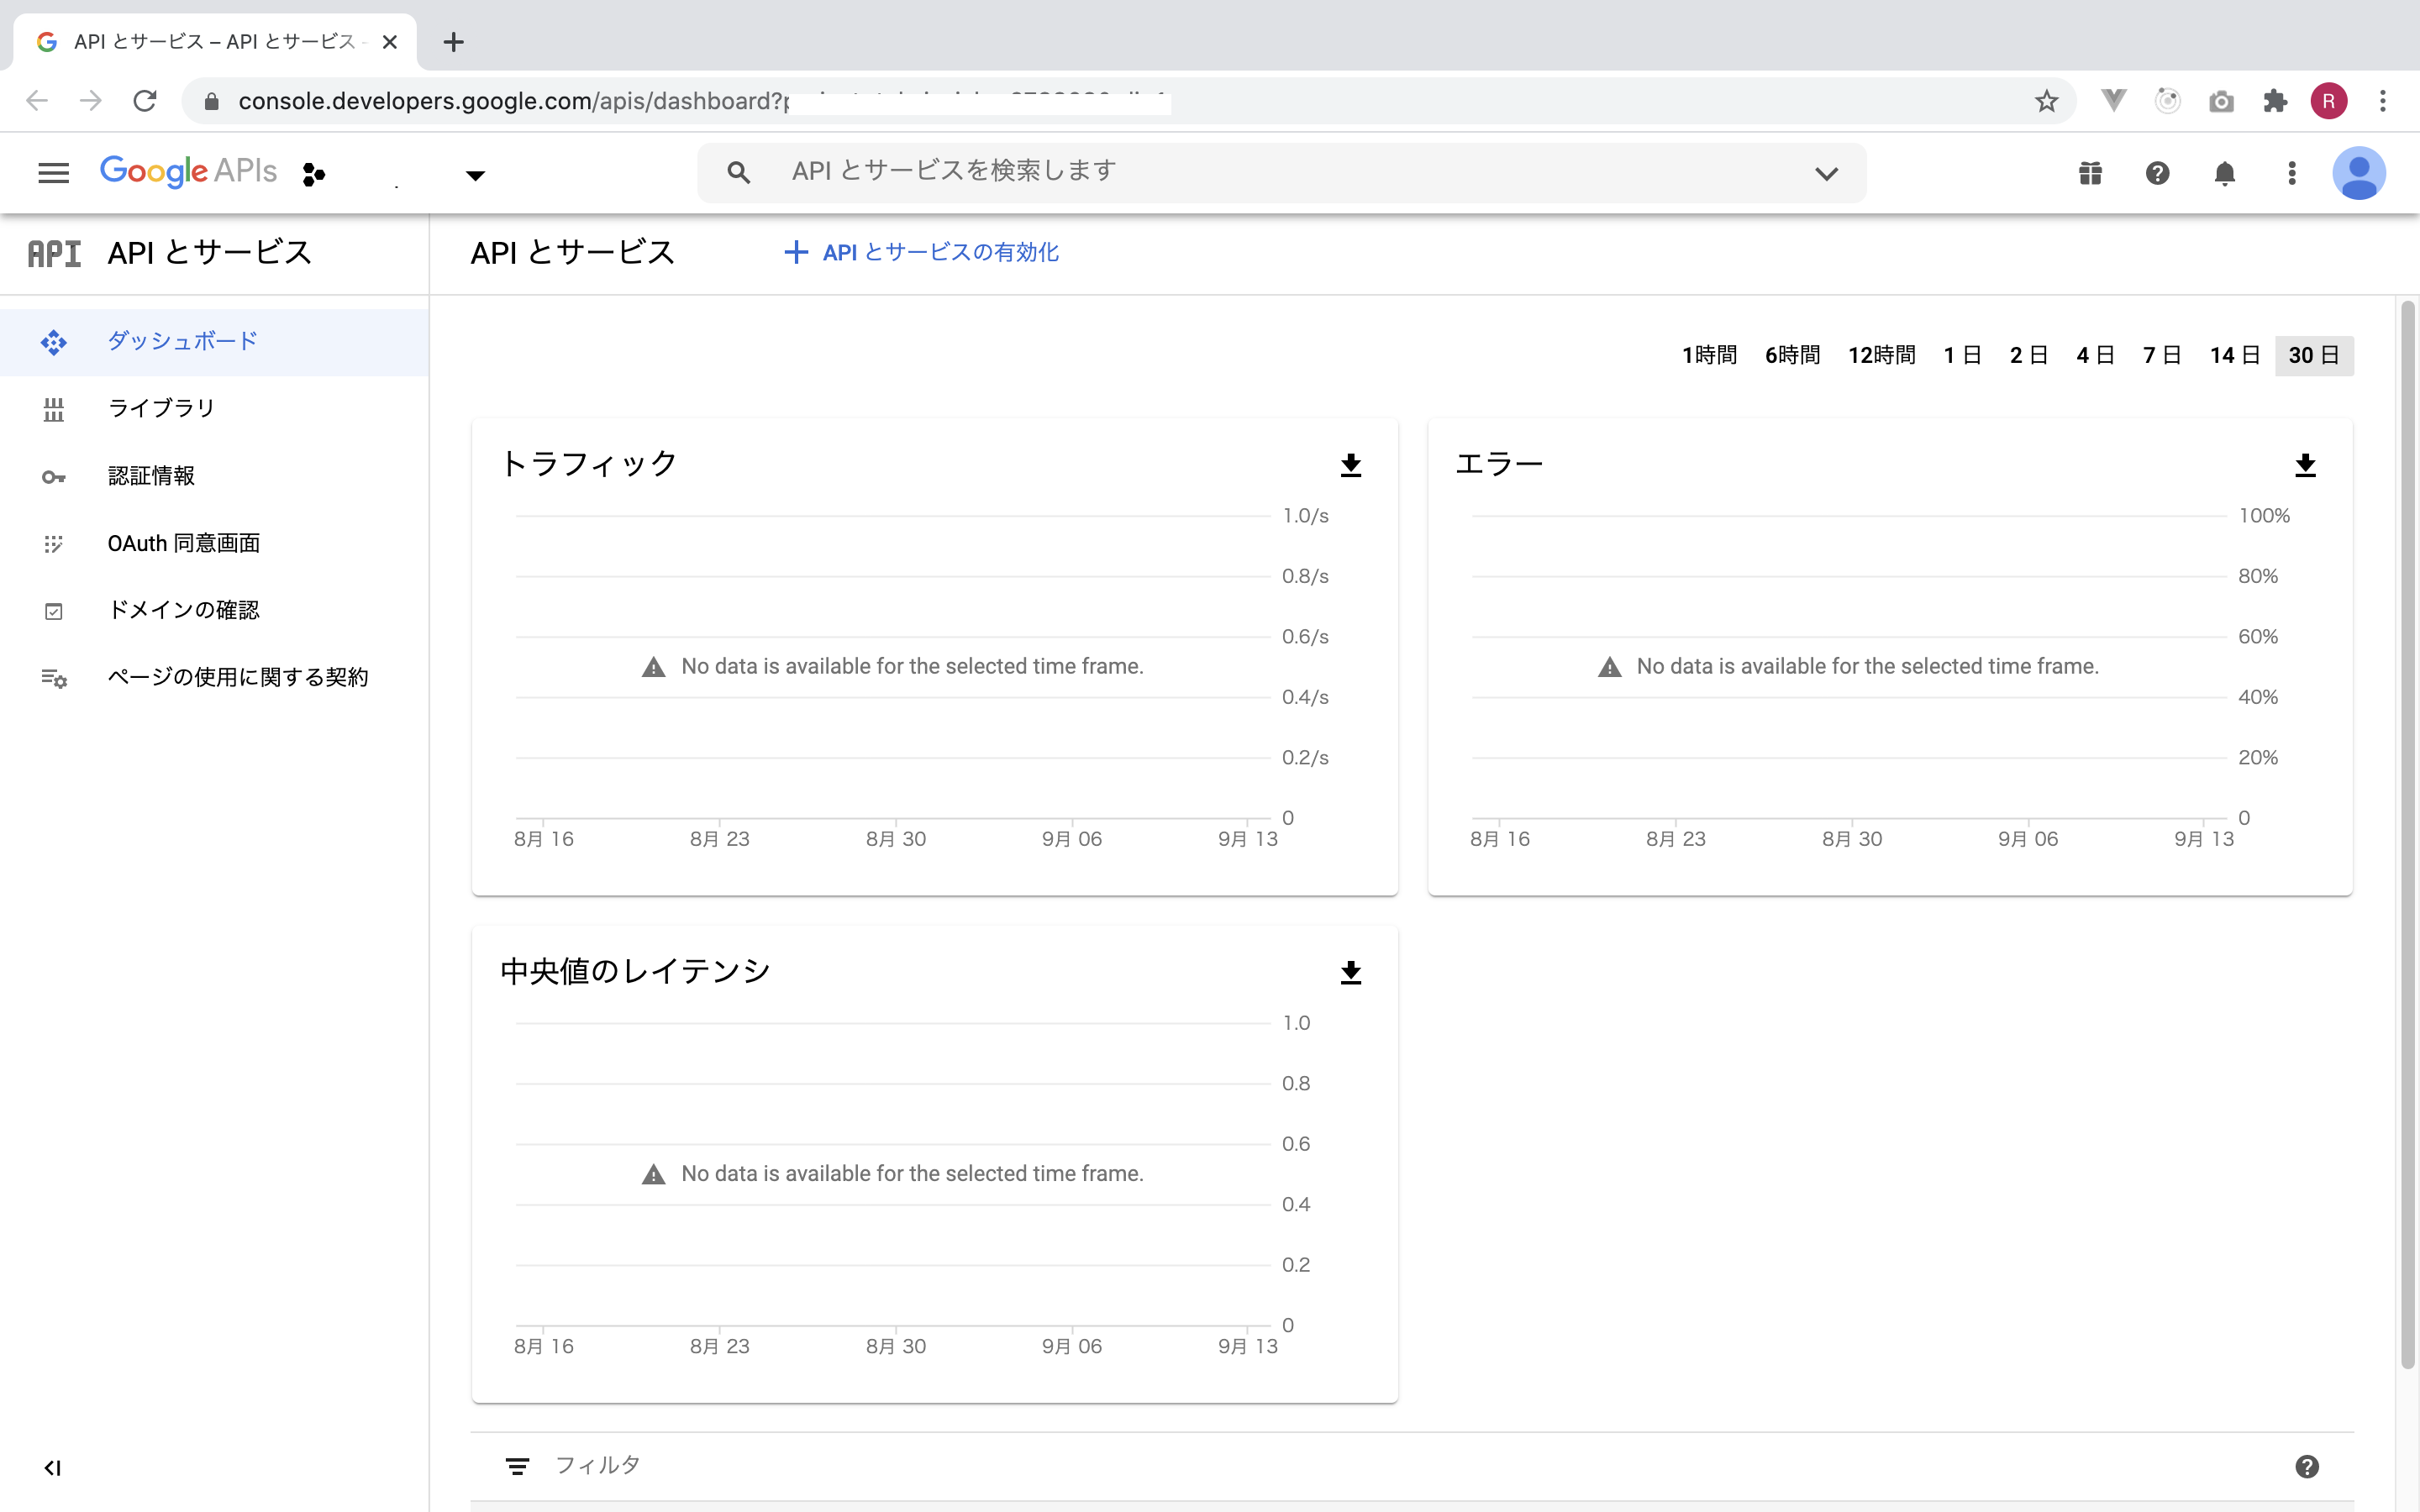 API とサービス – API とサービス
console.developers.google.com/apis/dashboard?
R
Google APIs
API とサービスを検索します
API API とサービス
API とサービス
API とサービスの有効化
ダッシュボード
ライブラリ
認証情報
OAuth 同意画面
ドメインの確認
ページの使用に関する契約
1時間 6時間 12時間 1 日 2 日 4 日 7 日 14 日 30 日
トラフィック
1.0/s
0.8/s
0.6/s
No data is available for the selected time frame.
0.4/s
0.2/s
0
8月 16 8月 23 8月 30 9月 06 9月 13
エラー
100%
80%
60%
No data is available for the selected time frame.
40%
20%
0
8月 16 8月 23 8月 30 9月 06 9月 13
中央値のレイテンシ
1.0
0.8
0.6
No data is available for the selected time frame.
0.4
0.2
0
8月 16 8月 23 8月 30 9月 06 9月 13
フィルタ